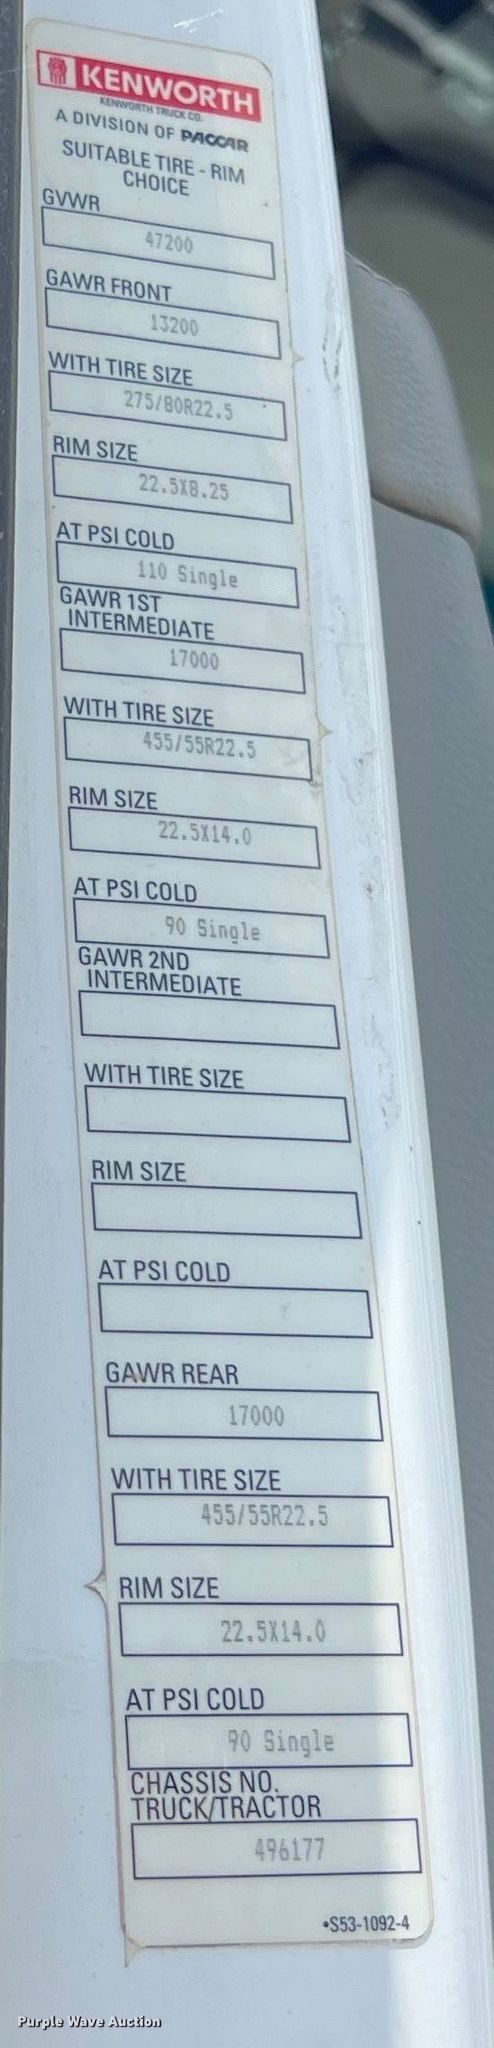 KENWORTH
KENWORTH TRUCK CO.
A DIVISION OF PACCAR
SUITABLE TIRE - RIM
CHOICE
GVWR
47200
GAWR FRONT
13200
WITH TIRE SIZE
275/80R22.5
RIM SIZE
22.5X8.25
AT PSI COLD
110 Single
GAWR 1ST
INTERMEDIATE
17000
WITH TIRE SIZE
455/55R22.5
RIM SIZE
22.5X14.0
AT PSI COLD
90 Single
GAWR 2ND
INTERMEDIATE
WITH TIRE SIZE
RIM SIZE
AT PSI COLD
GAWR REAR
17000
WITH TIRE SIZE
455/55R22.5
RIM SIZE
22.5X14.0
AT PSI COLD
90 Single
CHASSIS NO.
TRUCK/TRACTOR
496177
•S53-1092-4
Purple Wave Auction